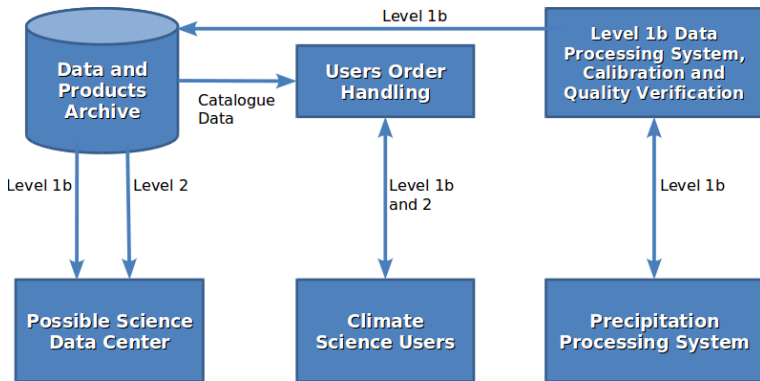 Level 1b
Data and
Products
Archive
Catalogue
Data
Users Order
Handling
Level 1b Data
Processing System,
Calibration and
Quality Verification
Level 1b
Level 2
Level 1b
and 2
Level 1b
Possible Science
Data Center
Climate
Science Users
Precipitation
Processing System